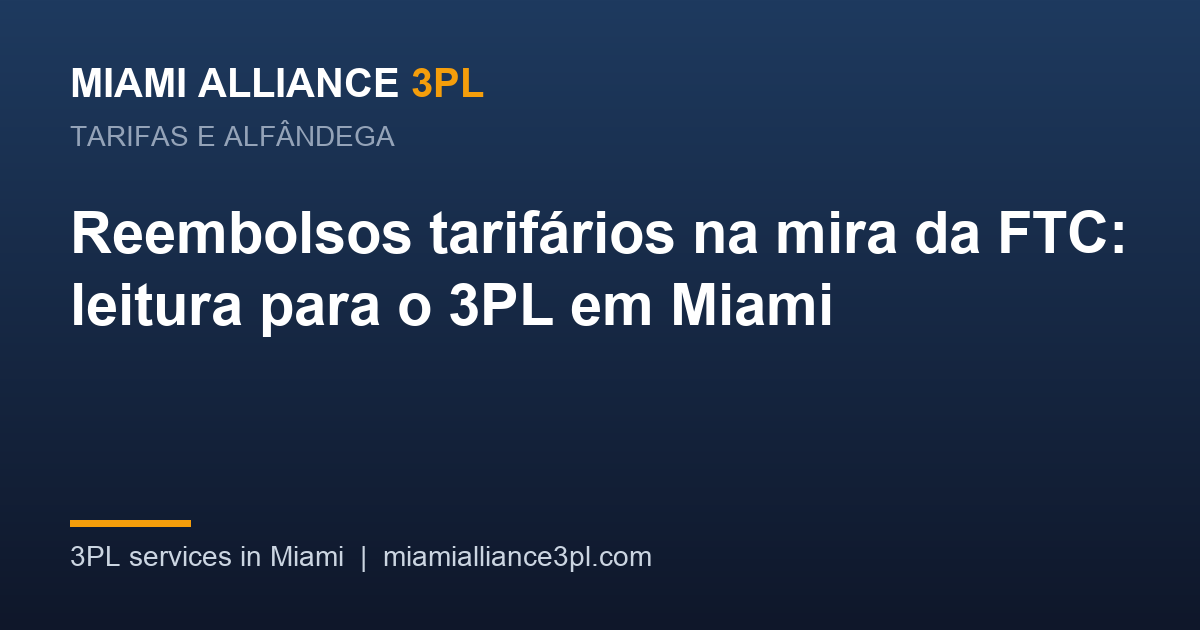 MIAMI ALLIANCE 3PL
TARIFAS E ALFÂNDEGA
Reembolsos tarifários na mira da FTC:
leitura para o 3PL em Miami
3PL services in Miami | miamialliance3pl.com